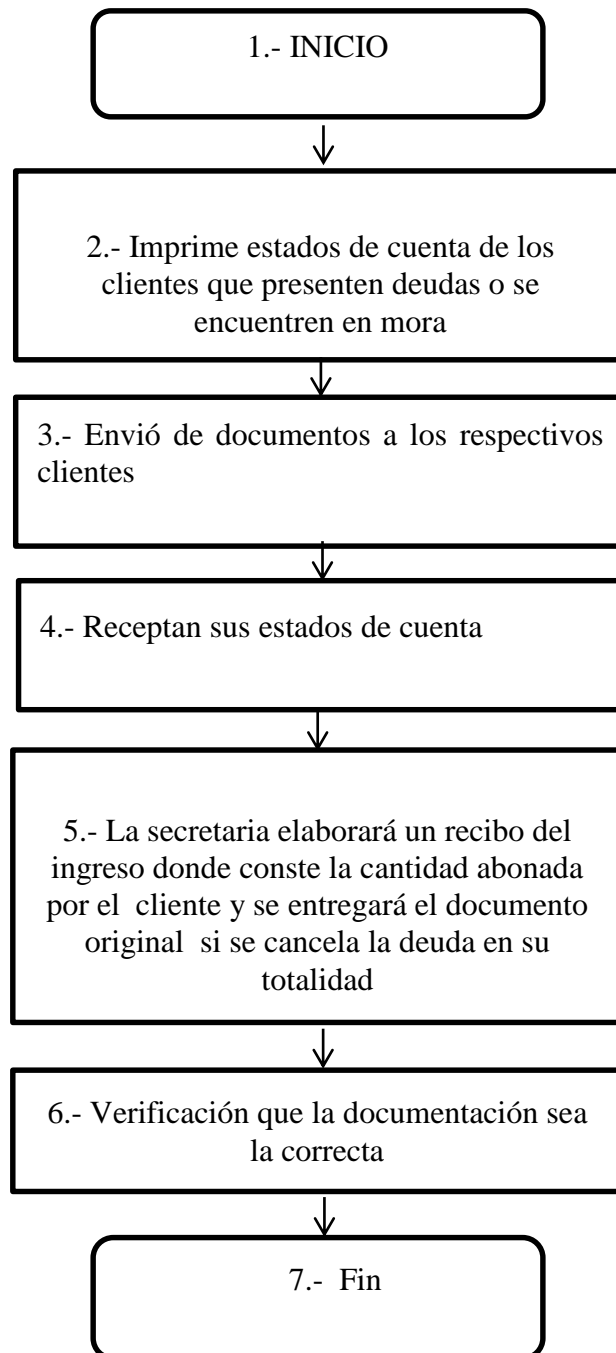 1.- INICIO
2.- Imprime estados de cuenta de los
clientes que presenten deudas o se
encuentren en mora
3.- Envió de documentos a los respectivos
clientes
4.- Receptan sus estados de cuenta
5.- La secretaria elaborará un recibo del
ingreso donde conste la cantidad abonada
por el cliente y se entregará el documento
original si se cancela la deuda en su
totalidad
6.- Verificación que la documentación sea
la correcta
7.- Fin